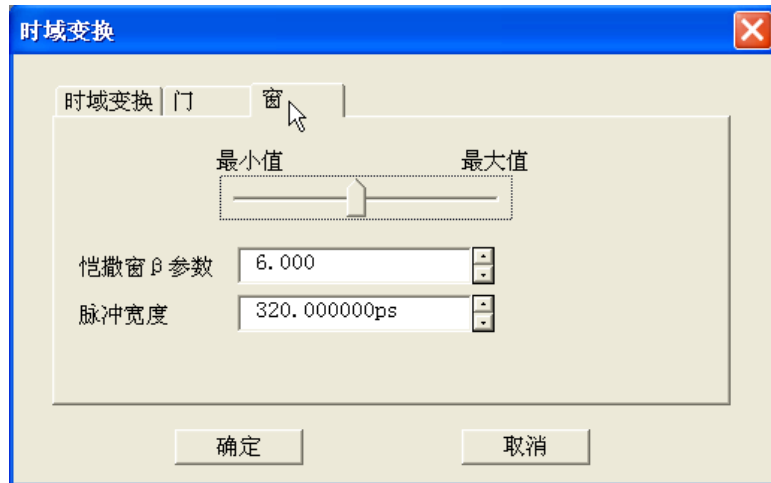 时域变换
时域变换 门 窗
最小值 最大值
恺撒窗β参数 6.000
脉冲宽度 320.000000ps
确定 取消